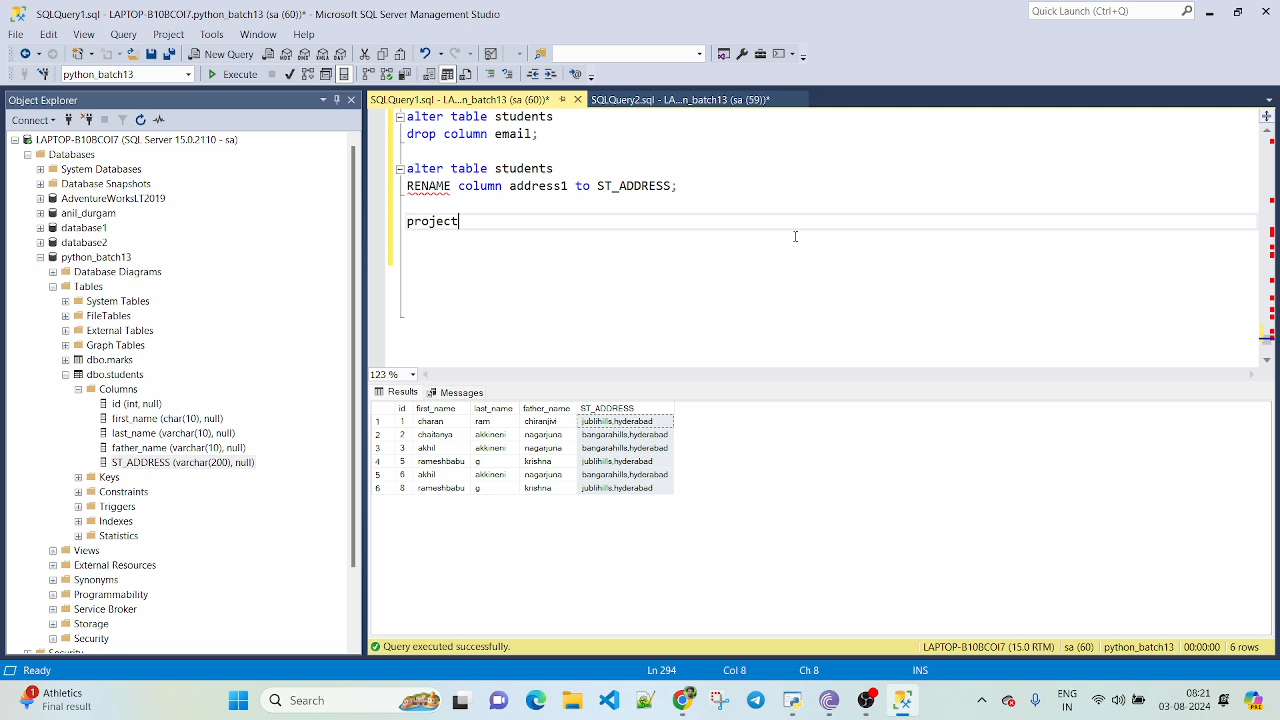 SQLQuery1.sql - LAPTOP-B10BCOI7.python_batch13 (sa (60))* - Microsoft SQL Server Management Studio
Quick Launch (Ctrl+Q)
File Edit View Query Project Tools Window Help
New Query
python_batch13 Execute
Object Explorer
SQLQuery1.sql - LA...n_batch13 (sa (60))* SQLQuery2.sql - LA...n_batch13 (sa (59))*
Connect
LAPTOP-B10BCOI7 (SQL Server 15.0.2110 - sa)
Databases
System Databases
Database Snapshots
AdventureWorksLT2019
anil_durgam
database1
database2
python_batch13
Database Diagrams
Tables
System Tables
FileTables
External Tables
Graph Tables
dbo.marks
dbo.students
Columns
id (int, null)
first_name (char(10), null)
last_name (varchar(10), null)
father_name (varchar(10), null)
ST_ADDRESS (varchar(200), null)
Keys
Constraints
Triggers
Indexes
Statistics
Views
External Resources
Synonyms
Programmability
Service Broker
Storage
Security
alter table students
drop column email;
alter table students
RENAME column address1 to ST_ADDRESS;
project
123 %
Results Messages
id first_name last_name father_name ST_ADDRESS
1 1 charan ram chiranjivi jublihills,hyderabad
2 2 chaitanya akkineni nagarjuna bangarahills,hyderabad
3 3 akhil akkineni nagarjuna bangarahills,hyderabad
4 5 rameshbabu g krishna jublihills,hyderabad
5 6 akhil akkineni nagarjuna bangarahills,hyderabad
6 8 rameshbabu g krishna jublihills,hyderabad
Query executed successfully. LAPTOP-B10BCOI7 (15.0 RTM) sa (60) python_batch13 00:00:00 6 rows
Ready Ln 294 Col 8 Ch 8 INS
1
Athletics
Final result
Search
ENG
IN
08:21
03-08-2024